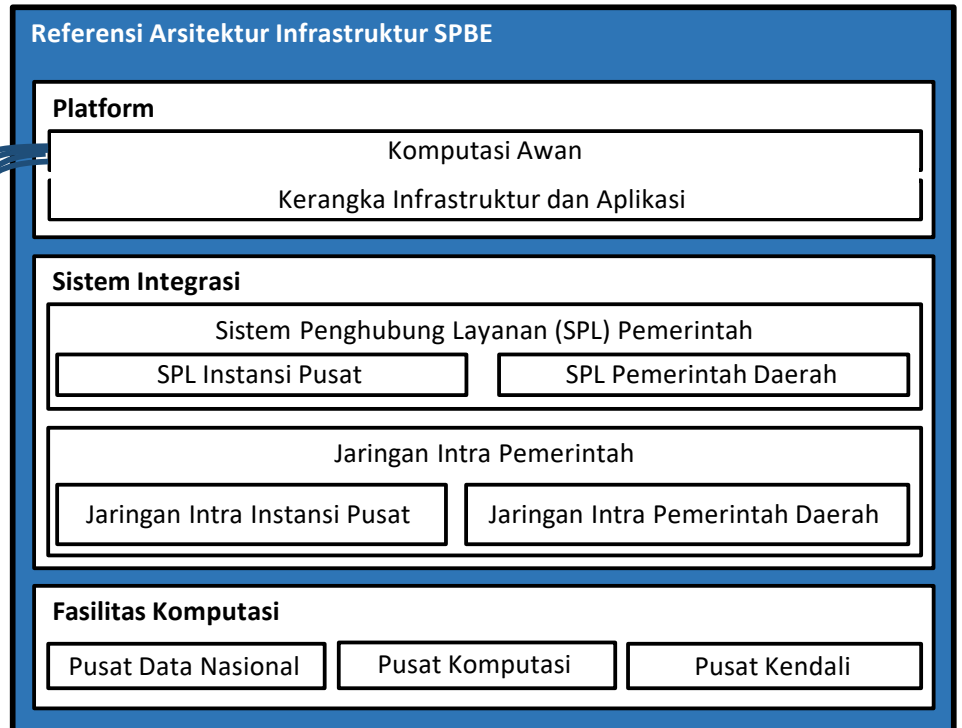 Referensi Arsitektur Infrastruktur SPBE
Platform
Komputasi Awan
Kerangka Infrastruktur dan Aplikasi
Sistem Integrasi
Sistem Penghubung Layanan (SPL) Pemerintah
SPL Instansi Pusat
SPL Pemerintah Daerah
Jaringan Intra Pemerintah
Jaringan Intra Instansi Pusat
Jaringan Intra Pemerintah Daerah
Fasilitas Komputasi
Pusat Data Nasional
Pusat Komputasi
Pusat Kendali